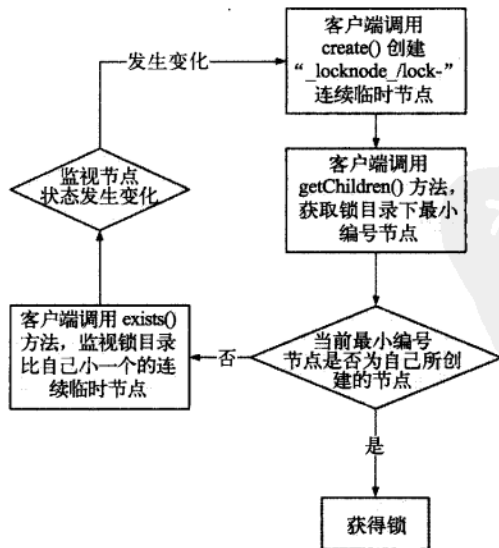 客户端调用
create() 创建
“_locknode_/lock-”
连续临时节点
发生变化
监视节点
状态发生变化
客户端调用
getChildren() 方法，
获取锁目录下最小
编号节点
客户端调用 exists()
方法，监视锁目录
比自己小一个的连
续临时节点
否
当前最小编号
节点是否为自己所创
建的节点
是
获得锁